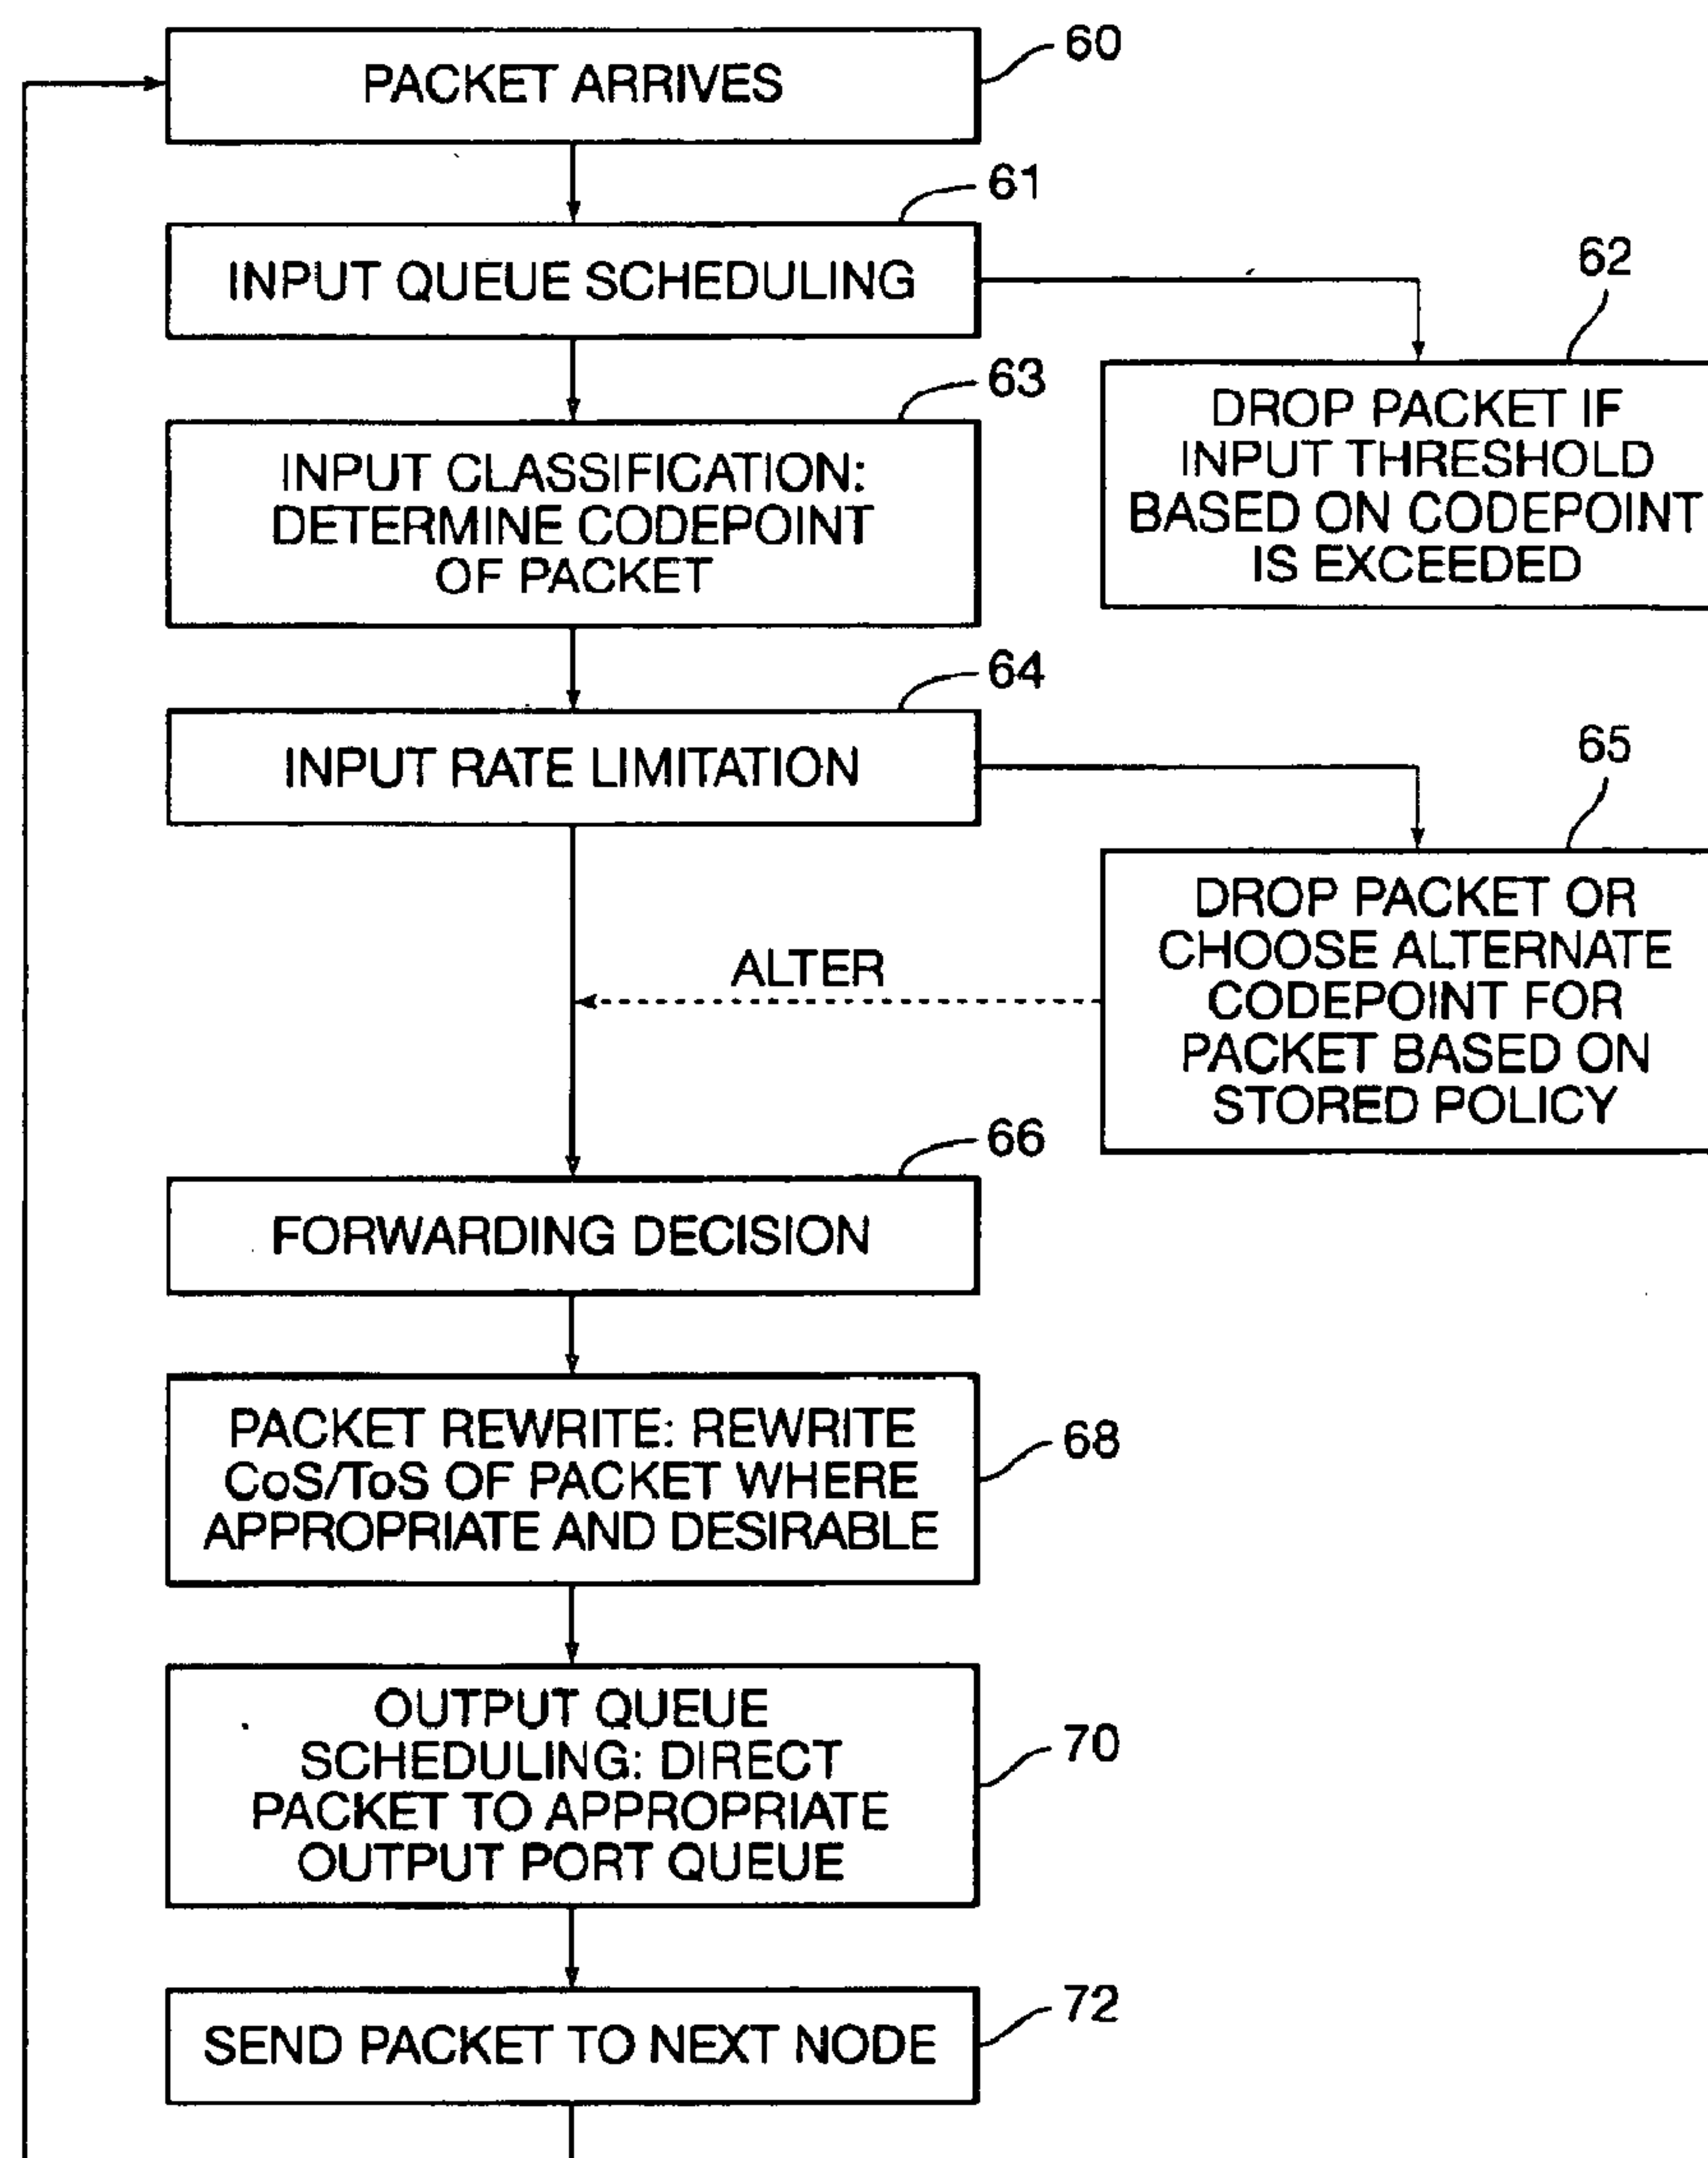 PACKET ARRIVES
60
61
INPUT QUEUE SCHEDULING
62
DROP PACKET IF
INPUT THRESHOLD
BASED ON CODEPOINT
IS EXCEEDED
63
INPUT CLASSIFICATION:
DETERMINE CODEPOINT
OF PACKET
64
INPUT RATE LIMITATION
65
DROP PACKET OR
CHOOSE ALTERNATE
CODEPOINT FOR
PACKET BASED ON
STORED POLICY
ALTER
66
FORWARDING DECISION
PACKET REWRITE: REWRITE
CoS/ToS OF PACKET WHERE
APPROPRIATE AND DESIRABLE
68
OUTPUT QUEUE
SCHEDULING: DIRECT
PACKET TO APPROPRIATE
OUTPUT PORT QUEUE
70
SEND PACKET TO NEXT NODE
72